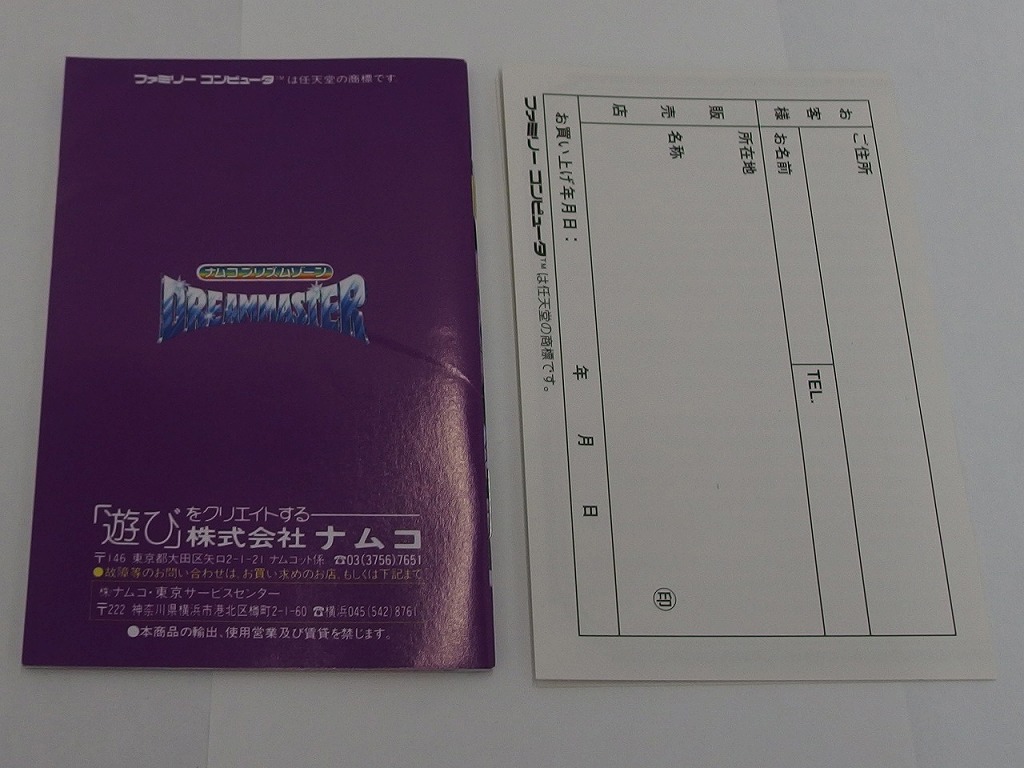 ファミリー コンピュータ™は任天堂の商標です
ナムコプリズムゾーン
DREAMMASTER
「遊び」をクリエイトする
株式会社 ナムコ
〒146 東京都大田区矢口2-1-21 ナムコット係 ☎03(3756)7651
●故障等のお問い合わせは、お買い求めのお店、もしくは下記まで
㈱ナムコ・東京サービスセンター
〒222 神奈川県横浜市港北区樽町2-1-60 ☎横浜045(542)8761
●本商品の輸出、使用営業及び賃貸を禁じます。
お客様
ご住所
TEL.
お名前
販売店
所在地
名称
印
お買い上げ年月日： 年 月 日
ファミリー コンピュータ™は任天堂の商標です。